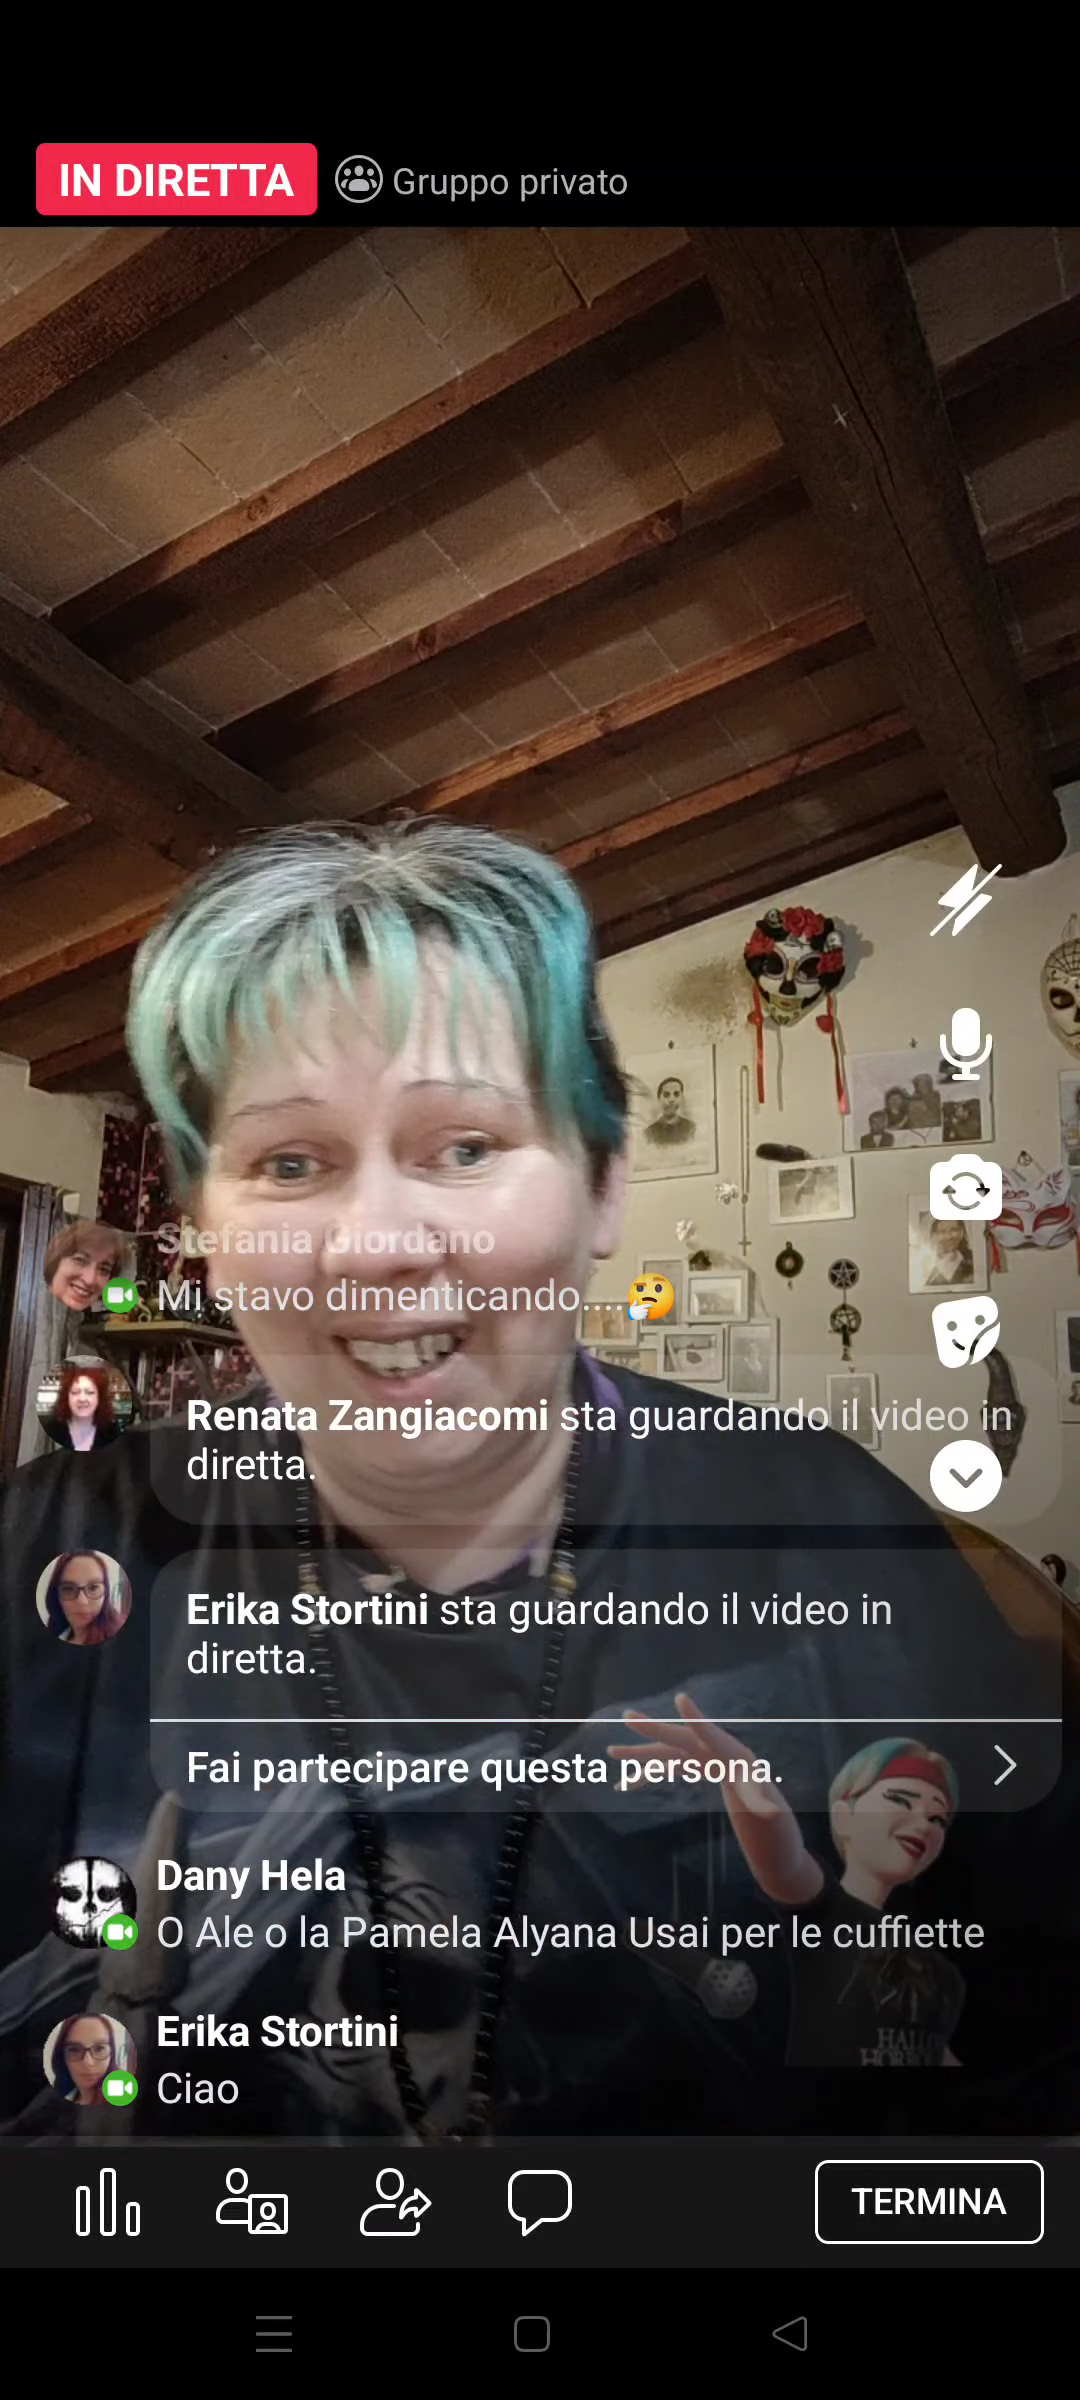 IN DIRETTA
Gruppo privato
Stefania Giordano
Mi stavo dimenticando....🤔
Renata Zangiacomi sta guardando il video in
diretta.
Erika Stortini sta guardando il video in
diretta.
Fai partecipare questa persona.
Dany Hela
O Ale o la Pamela Alyana Usai per le cuffiette
Erika Stortini
Ciao
TERMINA